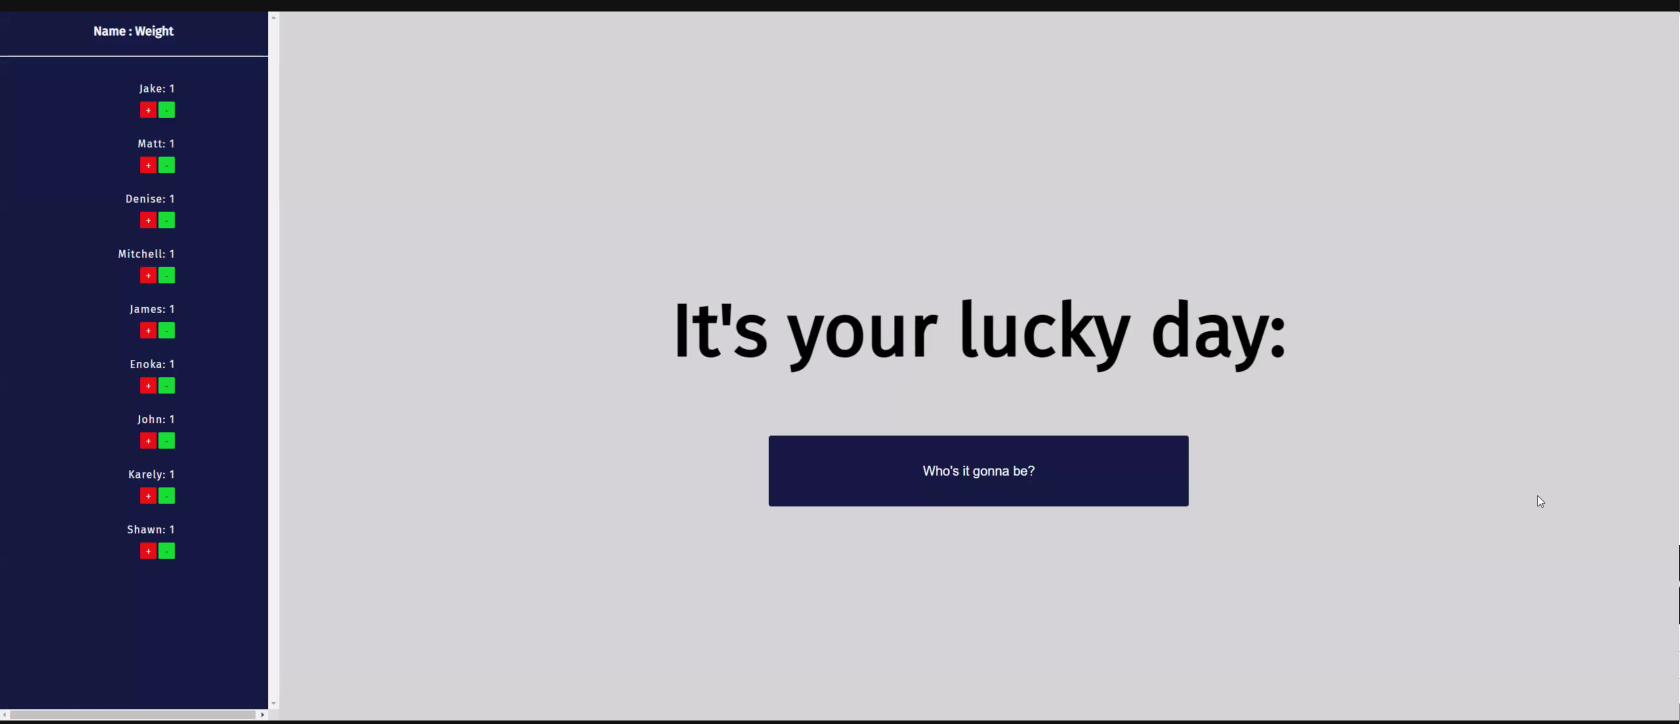 Name : Weight
Jake: 1
+ -
Matt: 1
+ -
Denise: 1
+ -
Mitchell: 1
+ -
James: 1
+ -
Enoka: 1
+ -
John: 1
+ -
Karely: 1
+ -
Shawn: 1
+ -
It's your lucky day:
Who's it gonna be?